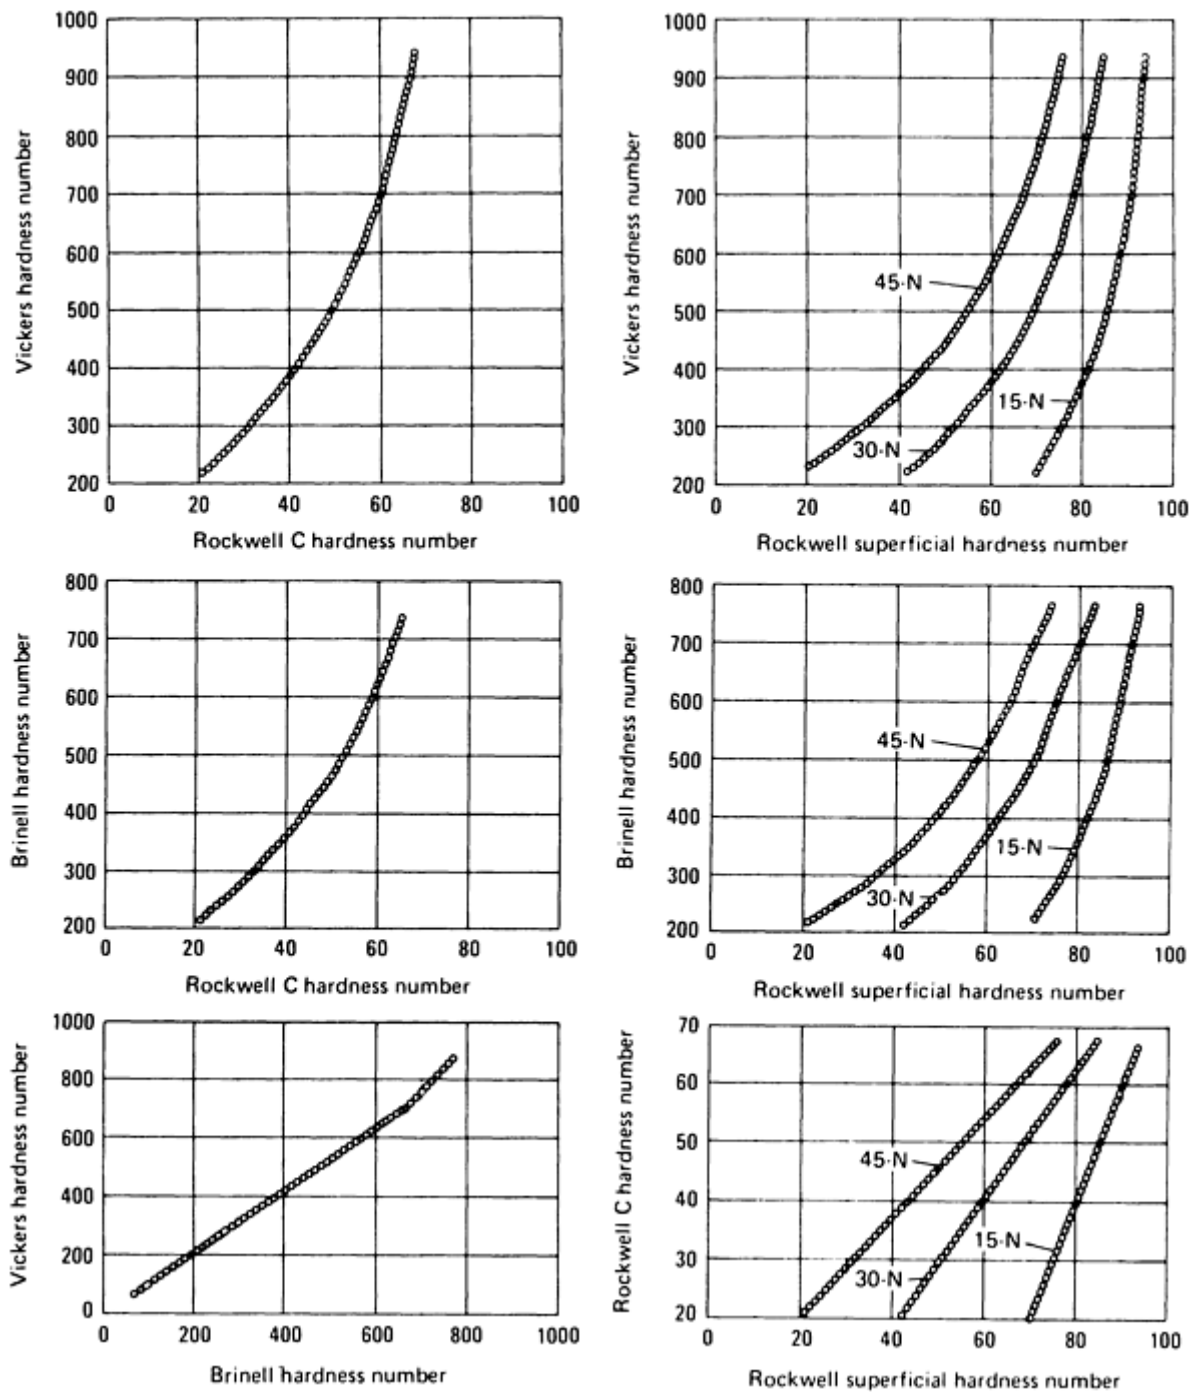 1000
900
800
700
600
500
400
300
200
0 20 40 60 80 100
Vickers hardness number
Rockwell C hardness number
1000
900
800
700
600
500
400
300
200
0 20 40 60 80 100
Vickers hardness number
45-N
30-N
15-N
Rockwell superficial hardness number
800
700
600
500
400
300
200
0 20 40 60 80 100
Brinell hardness number
Rockwell C hardness number
800
700
600
500
400
300
200
0 20 40 60 80 100
Brinell hardness number
45-N
15-N
30-N
Rockwell superficial hardness number
1000
800
600
400
200
0
0 200 400 600 800 1000
Vickers hardness number
Brinell hardness number
70
60
50
40
30
20
0 20 40 60 80 100
Rockwell C hardness number
45-N
15-N
30-N
Rockwell superficial hardness number